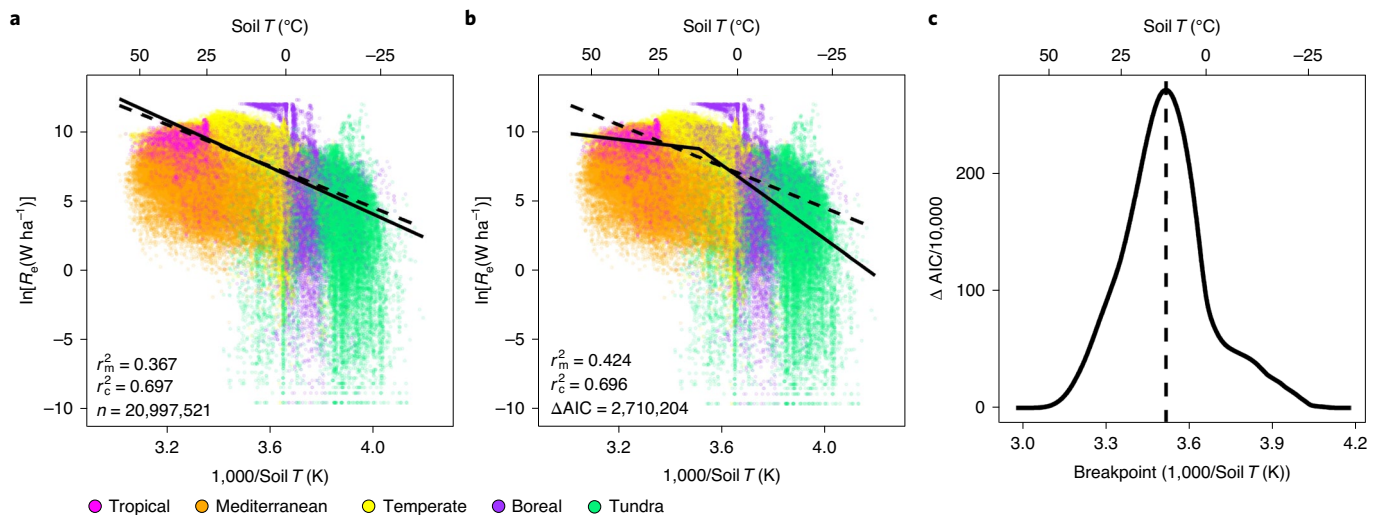 a
Soil T (°C)
50 25 0 −25
10
5
0
−5
−10
ln[Re(W ha−1)]
r2m = 0.367
r2c = 0.697
n = 20,997,521
3.2 3.6 4.0
1,000/Soil T (K)
b
Soil T (°C)
50 25 0 −25
10
5
0
−5
−10
ln[Re(W ha−1)]
r2m = 0.424
r2c = 0.696
ΔAIC = 2,710,204
3.2 3.6 4.0
1,000/Soil T (K)
c
Soil T (°C)
50 25 0 −25
200
100
0
Δ AIC/10,000
3.0 3.3 3.6 3.9 4.2
Breakpoint (1,000/Soil T (K))
Tropical Mediterranean Temperate Boreal Tundra